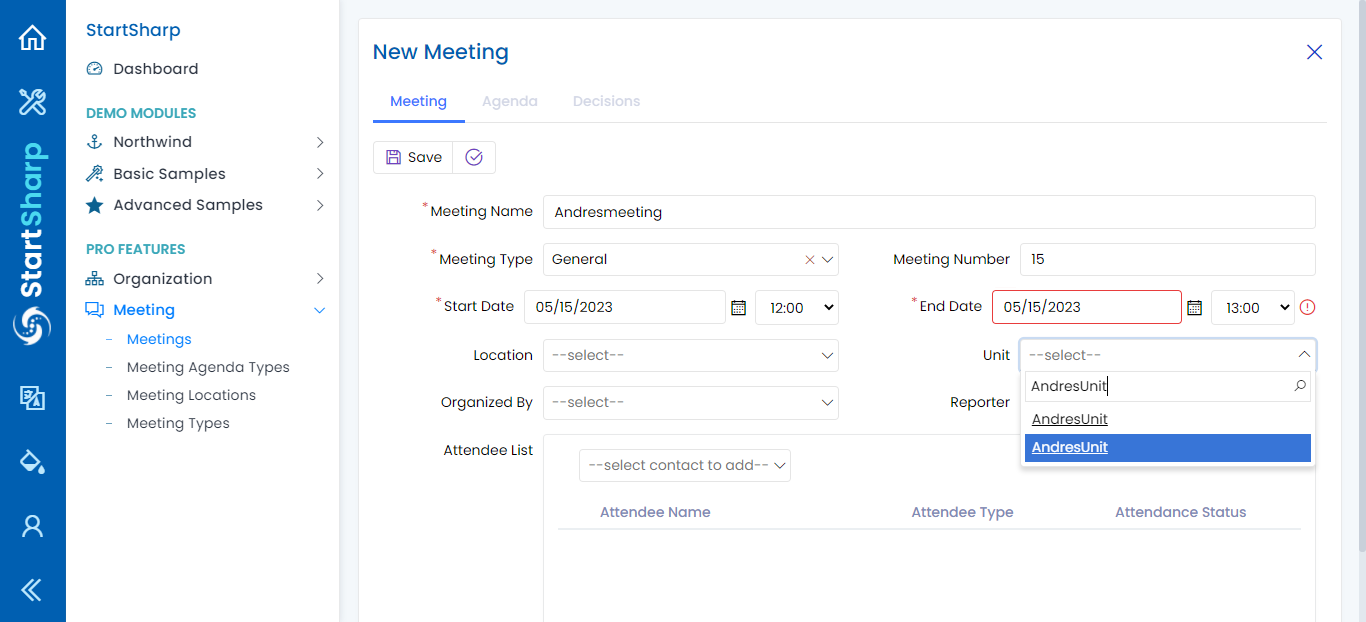 StartSharp
StartSharp
Dashboard
DEMO MODULES
Northwind
Basic Samples
Advanced Samples
PRO FEATURES
Organization
Meeting
Meetings
Meeting Agenda Types
Meeting Locations
Meeting Types
New Meeting
Meeting Agenda Decisions
Save
*Meeting Name Andresmeeting
*Meeting Type General Meeting Number 15
*Start Date 05/15/2023 12:00 *End Date 05/15/2023 13:00
Location --select-- Unit --select--
AndresUnit
AndresUnit
AndresUnit
Organized By --select-- Reporter
Attendee List
--select contact to add--
Attendee Name Attendee Type Attendance Status